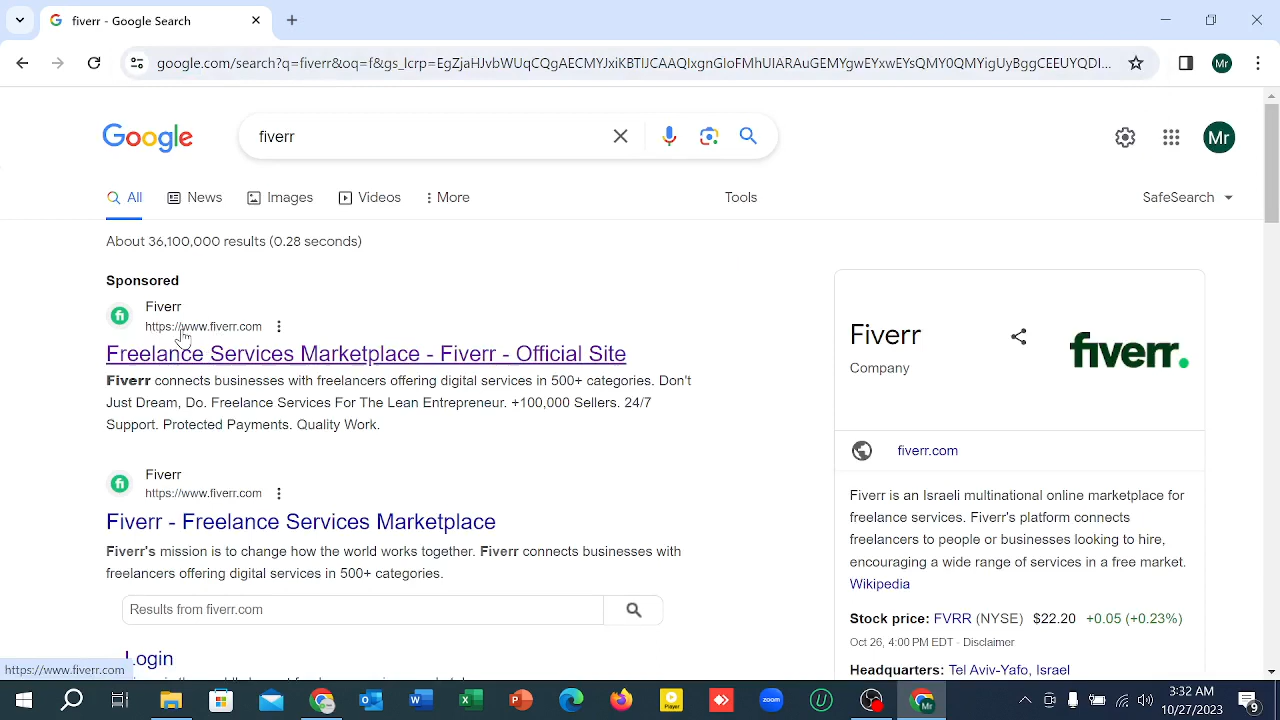 fiverr - Google Search
google.com/search?q=fiverr&oq=f&gs_lcrp=EgZjaHJvbWUqCQgAECMYJxiKBTIJCAAQIxgnGIoFMhUIARAuGEMYgwEYxwEYsQMY0QMYigUyBggCEEUYQDI...
Mr
Google
fiverr
Mr
All
News
Images
Videos
More
Tools
SafeSearch
About 36,100,000 results (0.28 seconds)
Sponsored
Fiverr
https://www.fiverr.com
Freelance Services Marketplace - Fiverr - Official Site
Fiverr connects businesses with freelancers offering digital services in 500+ categories. Don't
Just Dream, Do. Freelance Services For The Lean Entrepreneur. +100,000 Sellers. 24/7
Support. Protected Payments. Quality Work.
Fiverr
https://www.fiverr.com
Fiverr - Freelance Services Marketplace
Fiverr's mission is to change how the world works together. Fiverr connects businesses with
freelancers offering digital services in 500+ categories.
Results from fiverr.com
Login
https://www.fiverr.com
Fiverr
Company
fiverr.
fiverr.com
Fiverr is an Israeli multinational online marketplace for
freelance services. Fiverr's platform connects
freelancers to people or businesses looking to hire,
encouraging a wide range of services in a free market.
Wikipedia
Stock price: FVRR (NYSE) $22.20 +0.05 (+0.23%)
Oct 26, 4:00 PM EDT - Disclaimer
Headquarters: Tel Aviv-Yafo, Israel
3:32 AM
10/27/2023